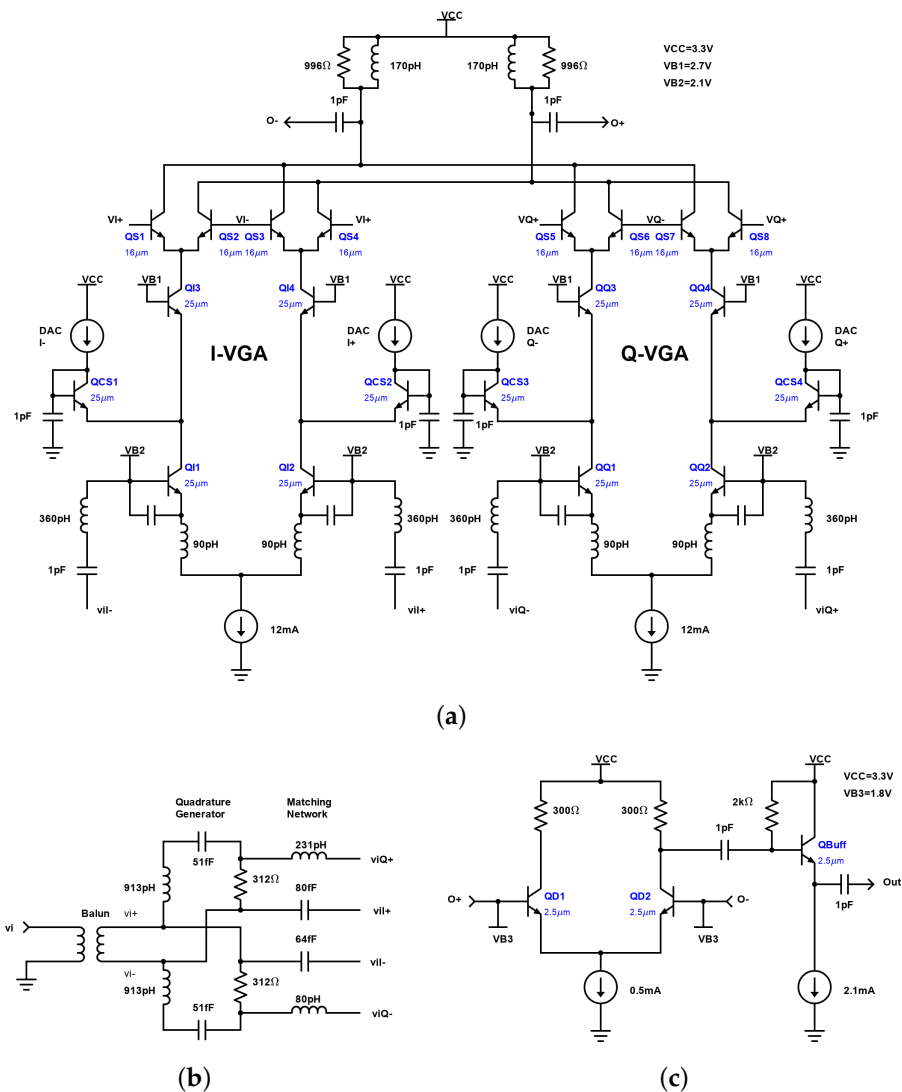 VCC
996Ω 170pH 170pH 996Ω
VCC=3.3V
VB1=2.7V
VB2=2.1V
1pF 1pF
O- O+
VI+ VI- VI+ VQ+ VQ- VQ+
QS1 QS2 QS3 QS4 QS5 QS6 QS7 QS8
16μm 16μm 16μm 16μm 16μm 16μm 16μm 16μm
VCC VB1 QI3 QI4 VB1 VCC VCC VB1 QQ3 QQ4 VB1 VCC
25μm 25μm 25μm 25μm
DAC DAC DAC DAC
I- I+ Q- Q+
I-VGA Q-VGA
QCS1 QCS2 QCS3 QCS4
25μm 25μm 25μm 25μm
1pF 1pF 1pF 1pF
VB2 VB2 VB2 VB2
QI1 QI2 QQ1 QQ2
25μm 25μm 25μm 25μm
360pH 360pH 360pH 360pH
90pH 90pH 90pH 90pH
1pF 1pF 1pF 1pF
viI- viI+ viQ- viQ+
12mA 12mA
(a)
Quadrature Generator
Matching Network
51fF
231pH
viQ+
913pH
312Ω
80fF
viI+
Balun
vi+
vi
64fF
viI-
vi-
913pH
312Ω
51fF
80pH
viQ-
(b)
VCC VCC
VCC=3.3V
VB3=1.8V
300Ω 300Ω 2kΩ
1pF
QBuff
2.5μm
O+ QD1 QD2 O-
2.5μm 2.5μm
1pF
Out
VB3 VB3
0.5mA 2.1mA
(c)